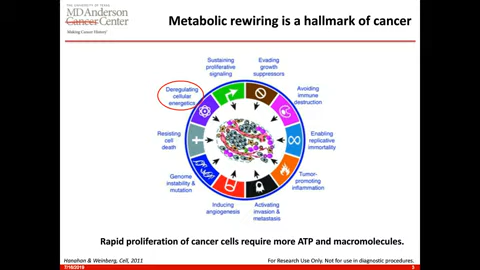 THE UNIVERSITY OF TEXAS
MD Anderson
Cancer Center
Making Cancer History®
Metabolic rewiring is a hallmark of cancer
Sustaining
proliferative
signaling
Evading
growth
suppressors
Deregulating
cellular
energetics
Avoiding
immune
destruction
Resisting
cell
death
Enabling
replicative
immortality
Genome
instability &
mutation
Tumor-
promoting
inflammation
Inducing
angiogenesis
Activating
invasion &
metastasis
Rapid proliferation of cancer cells require more ATP and macromolecules.
Hanahan & Weinberg, Cell, 2011
For Research Use Only. Not for use in diagnostic procedures.